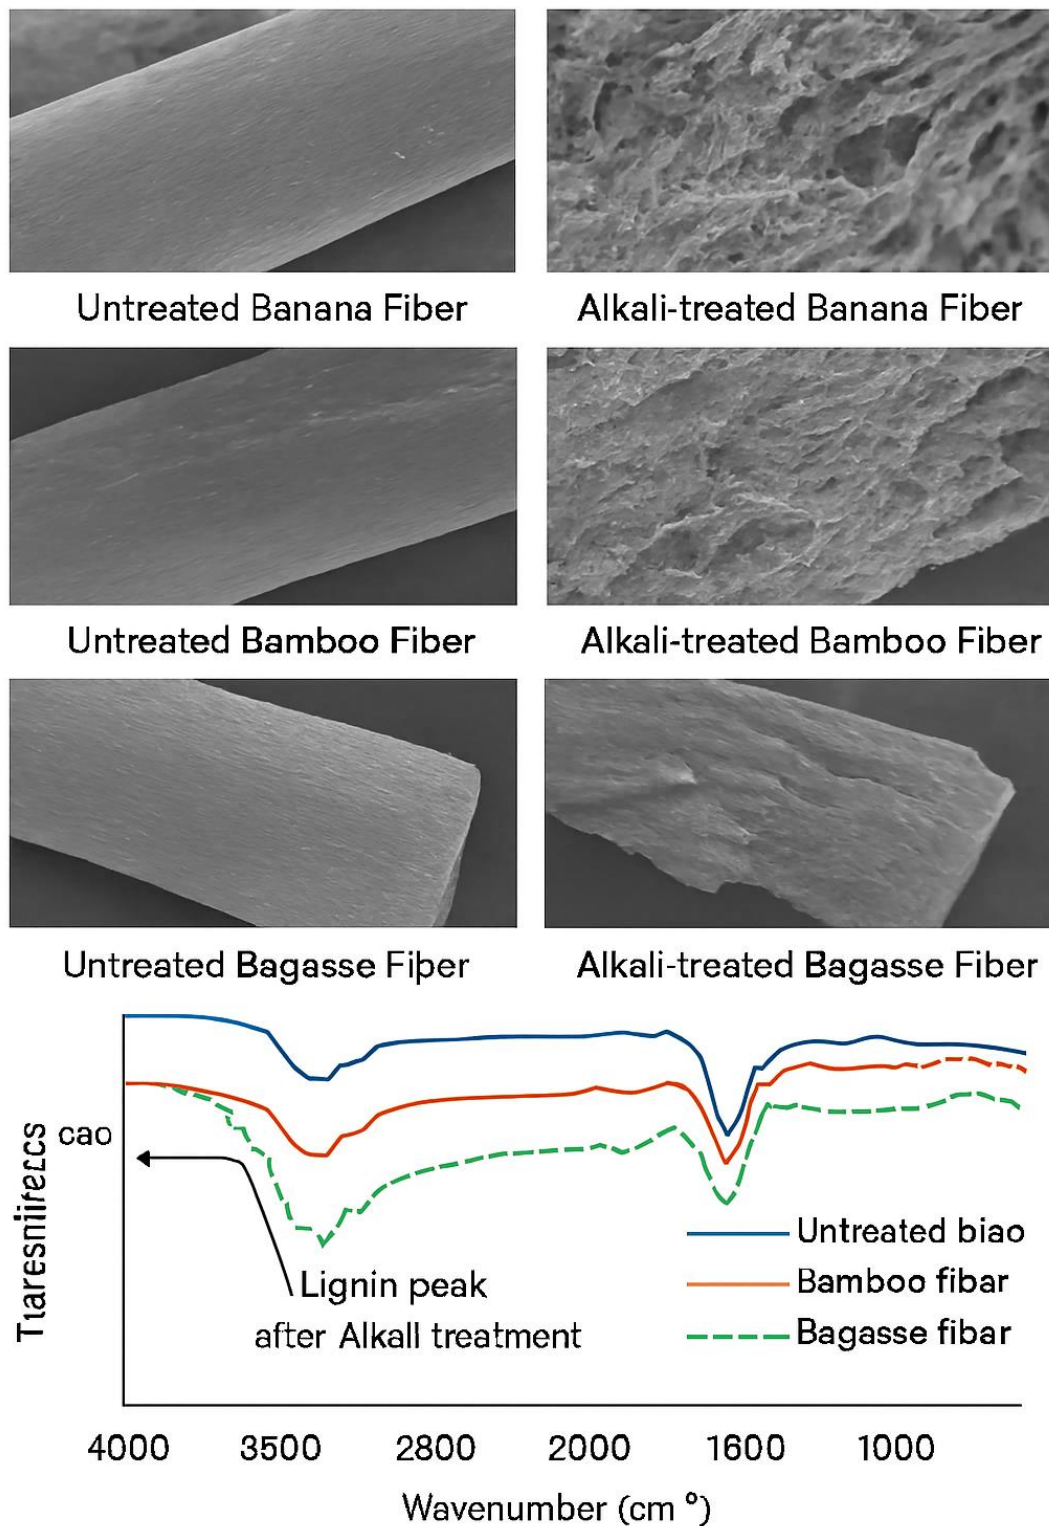 Untreated Banana Fiber
Alkali-treated Banana Fiber
Untreated Bamboo Fiber
Alkali-treated Bamboo Fiber
Untreated Bagasse Fiþer
Alkali-treated Bagasse Fiber
cao
Lignin peak
after Alkall treatment
Untreated biao
Bamboo fibar
Bagasse fibar
4000 3500 2800 2000 1600 1000
Wavenumber (cm °)